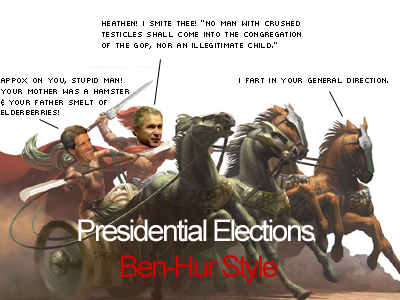 HEATHEN! I SMITE THEE! "NO MAN WITH CRUSHED
TESTICLES SHALL COME INTO THE CONGREGATION
OF THE GOP, NOR AN ILLEGITIMATE CHILD."
APPOX ON YOU, STUPID MAN!
YOUR MOTHER WAS A HAMSTER
& YOUR FATHER SMELT OF
ELDERBERRIES!
I FART IN YOUR GENERAL DIRECTION.
Presidential Elections
Ben-Hur Style